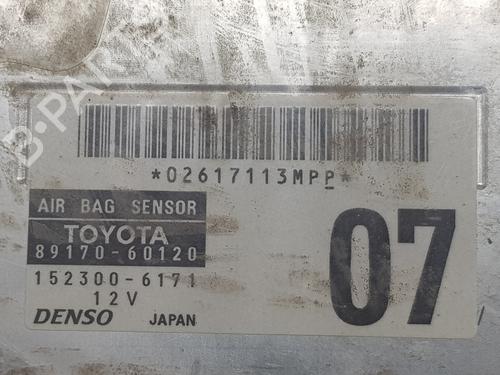 *02617113MPP*
AIR BAG SENSOR
TOYOTA
89170-60120
152300-6171
12V
DENSO JAPAN
07
B-PARTS